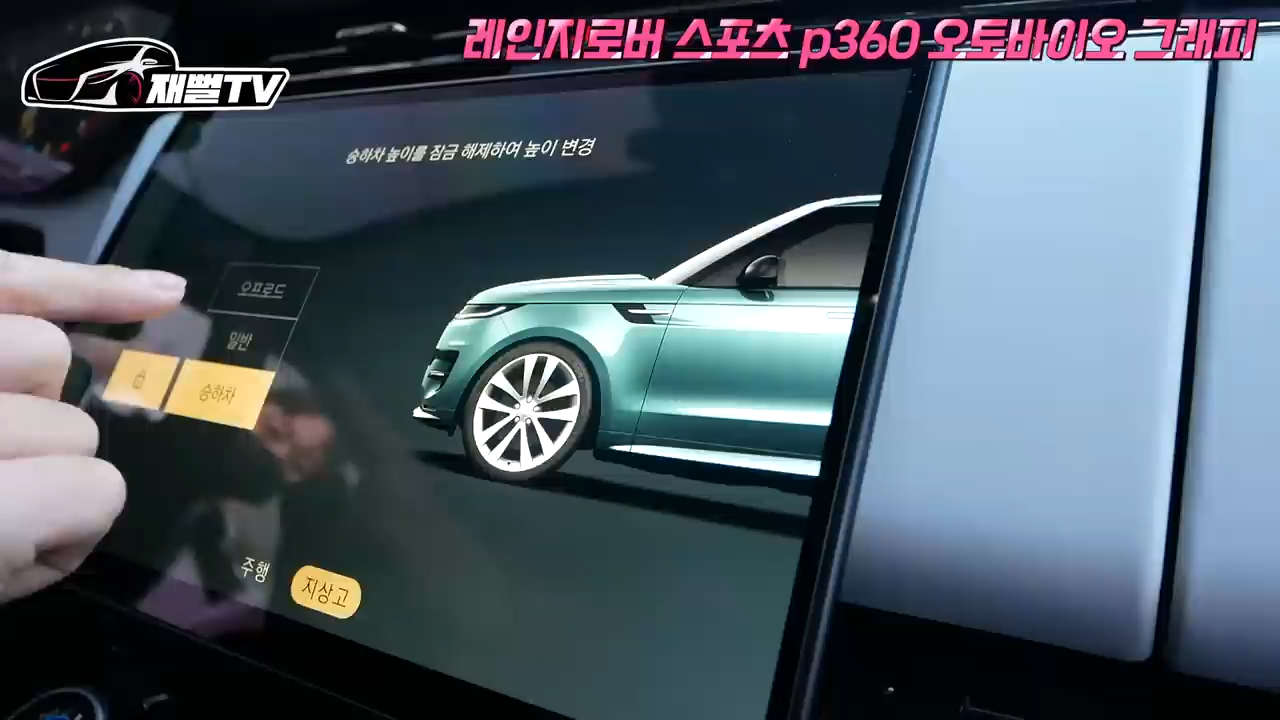 레인지로버 스포츠 p360 오토바이오 그래피
재뻘TV
승하차 높이를 잠금 해제하여 높이 변경
오프로드
일반
승하차
주행
지상고